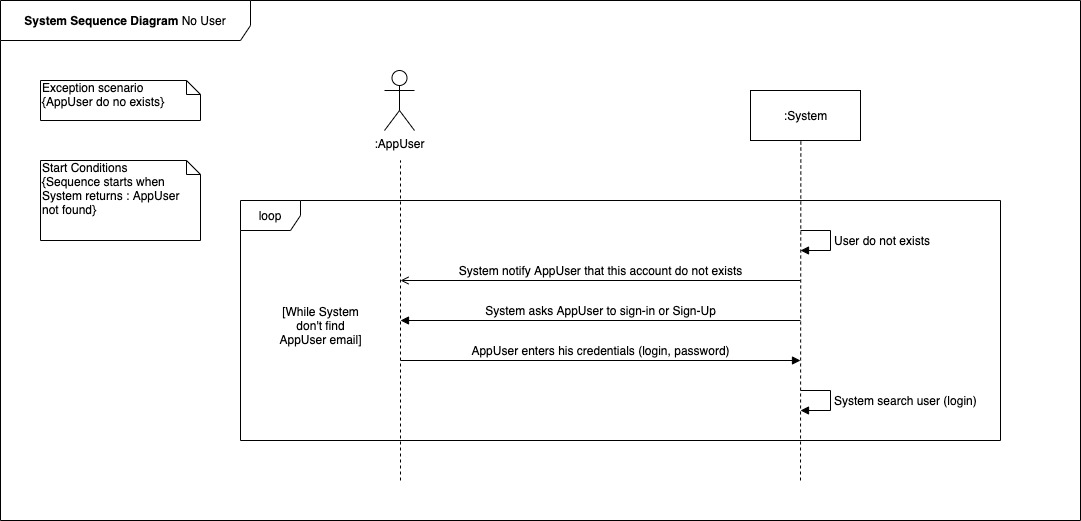 System Sequence Diagram No User
Exception scenario
{AppUser do no exists}
:AppUser
:System
Start Conditions
{Sequence starts when
System returns : AppUser
not found}
loop
User do not exists
System notify AppUser that this account do not exists
[While System
don't find
AppUser email]
System asks AppUser to sign-in or Sign-Up
AppUser enters his credentials (login, password)
System search user (login)